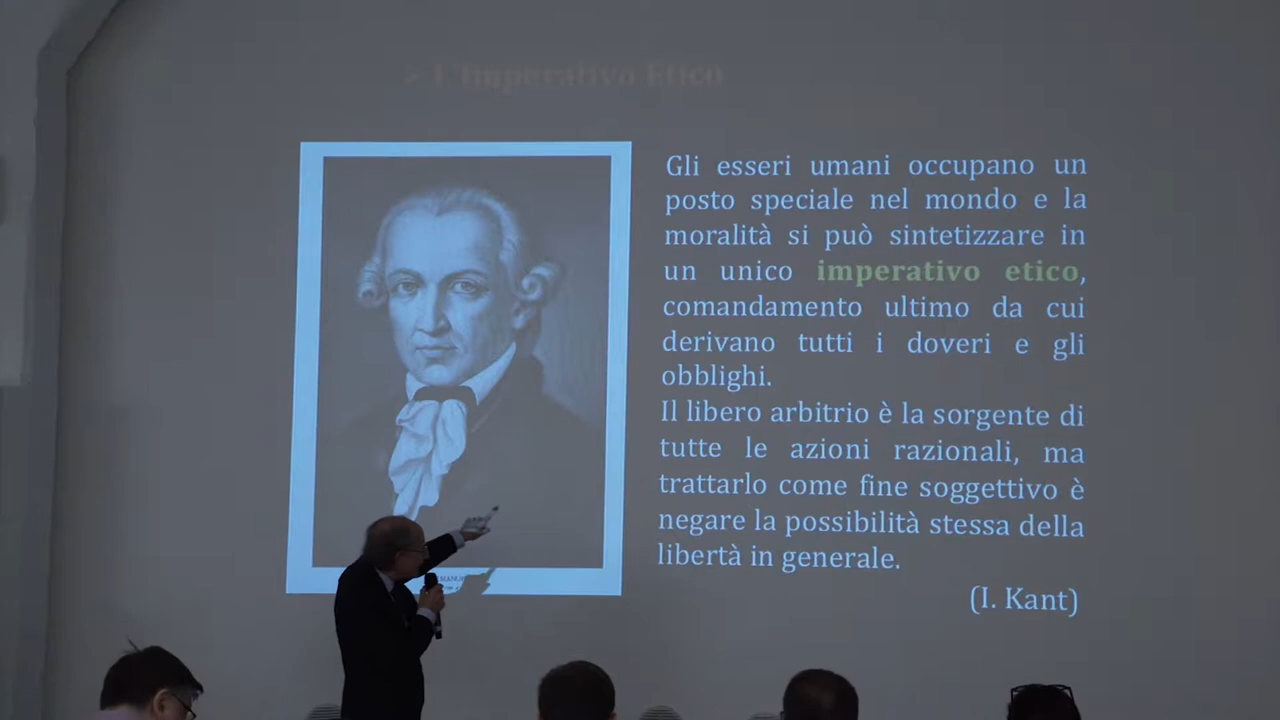 ➢ L'Imperativo Etico
Gli esseri umani occupano un
posto speciale nel mondo e la
moralità si può sintetizzare in
un unico imperativo etico,
comandamento ultimo da cui
derivano tutti i doveri e gli
obblighi.
Il libero arbitrio è la sorgente di
tutte le azioni razionali, ma
trattarlo come fine soggettivo è
negare la possibilità stessa della
libertà in generale.
(I. Kant)